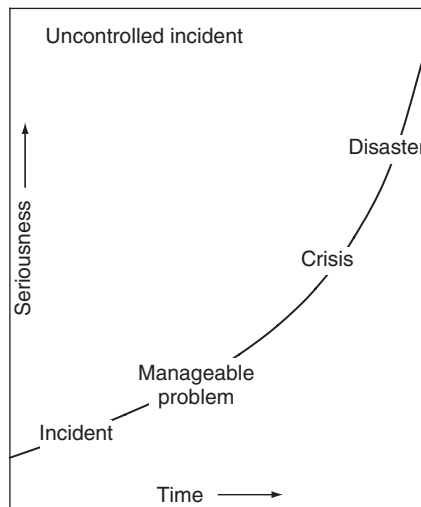 Uncontrolled incident
Disaster
Seriousness
Crisis
Manageable
problem
Incident
Time